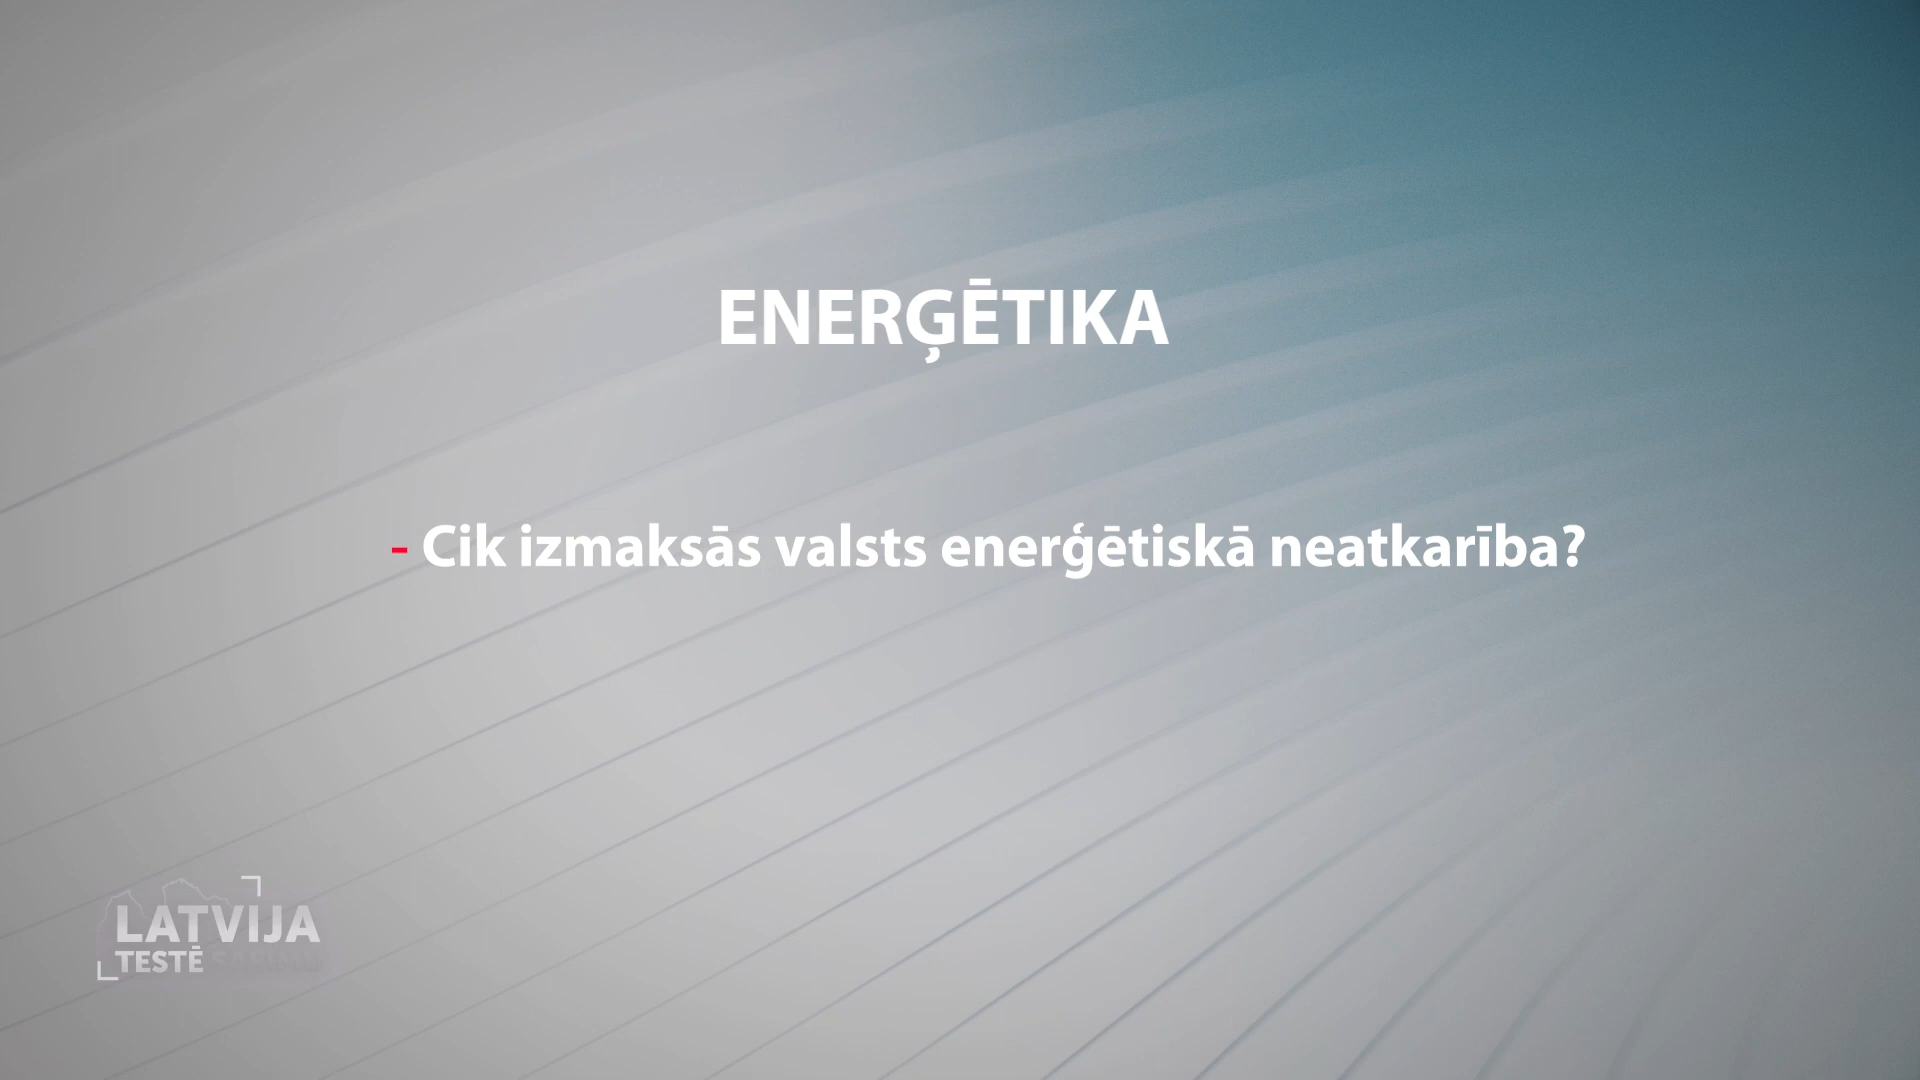 ENERĢĒTIKA
- Cik izmaksās valsts enerģētiskā neatkarība?
LATVIJA
TESTĒ